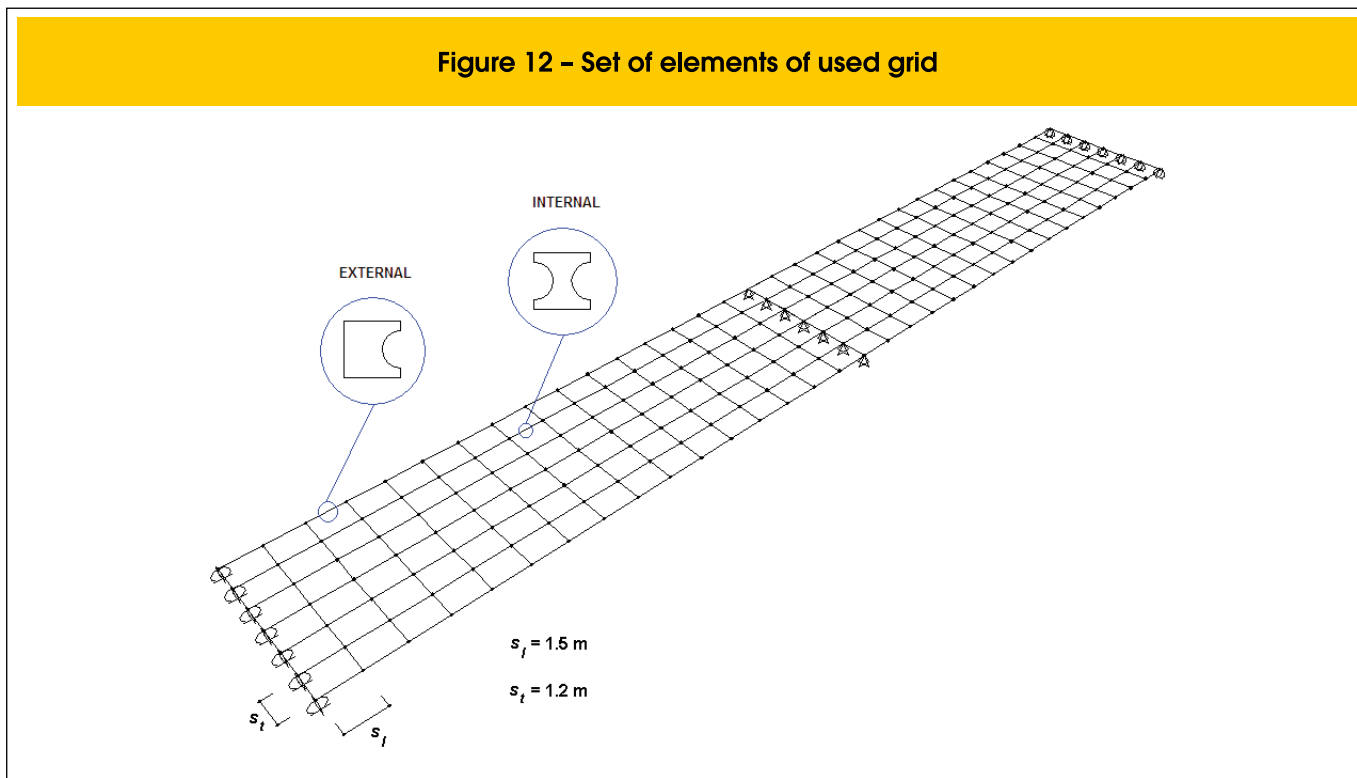 Figure 12 – Set of elements of used grid
INTERNAL
EXTERNAL
s_l = 1.5 m
s_t = 1.2 m
s_t
s_l